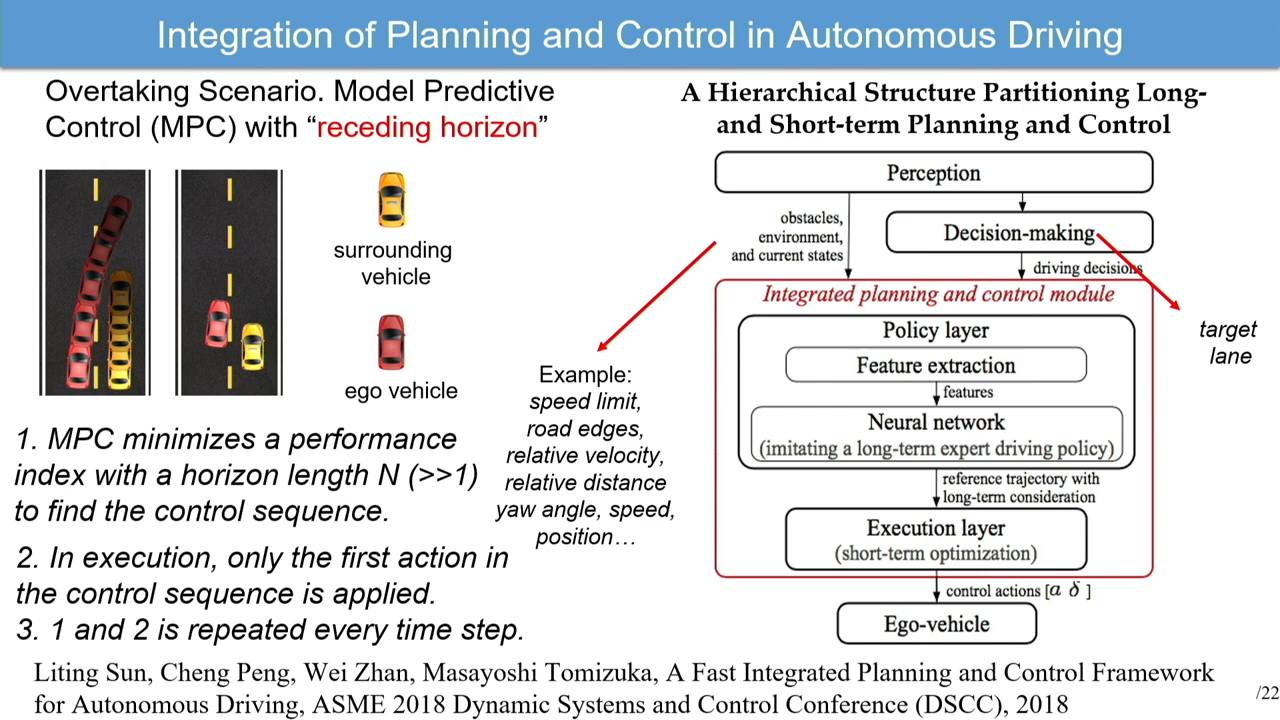 Integration of Planning and Control in Autonomous Driving
Overtaking Scenario. Model Predictive
Control (MPC) with “receding horizon”
surrounding
vehicle
ego vehicle
1. MPC minimizes a performance
index with a horizon length N (>>1)
to find the control sequence.
2. In execution, only the first action in
the control sequence is applied.
3. 1 and 2 is repeated every time step.
Example:
speed limit,
road edges,
relative velocity,
relative distance
yaw angle, speed,
position…
A Hierarchical Structure Partitioning Long-
and Short-term Planning and Control
Perception
obstacles,
environment,
and current states
Decision-making
driving decisions
target
lane
Integrated planning and control module
Policy layer
Feature extraction
features
Neural network
(imitating a long-term expert driving policy)
reference trajectory with
long-term consideration
Execution layer
(short-term optimization)
control actions [a δ ]
Ego-vehicle
Liting Sun, Cheng Peng, Wei Zhan, Masayoshi Tomizuka, A Fast Integrated Planning and Control Framework
for Autonomous Driving, ASME 2018 Dynamic Systems and Control Conference (DSCC), 2018
/22